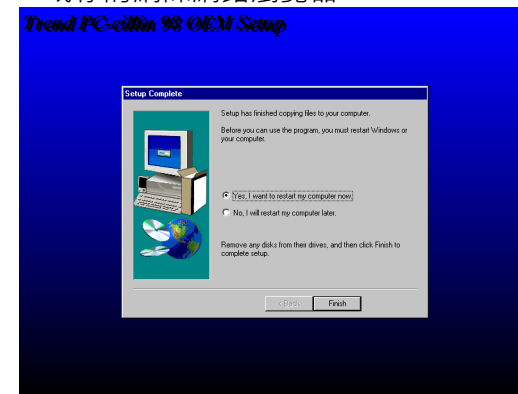 Trend PC-cillin 98 OEM Setup
Setup Complete
Setup has finished copying files to your computer.
Before you can use the program, you must restart Windows or
your computer.
Yes, I want to restart my computer now.
No, I will restart my computer later.
Remove any disks from their drives, and then click Finish to
complete setup.
< Back Finish